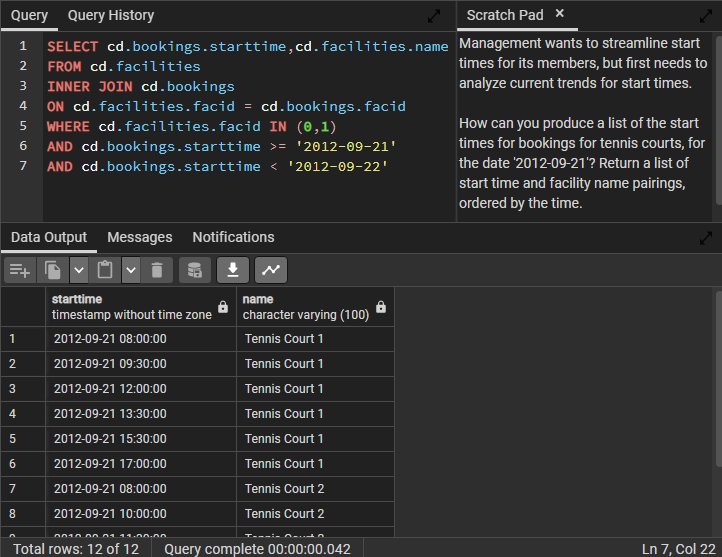 Query Query History
1 SELECT cd.bookings.starttime,cd.facilities.name
2 FROM cd.facilities
3 INNER JOIN cd.bookings
4 ON cd.facilities.facid = cd.bookings.facid
5 WHERE cd.facilities.facid IN (0,1)
6 AND cd.bookings.starttime >= '2012-09-21'
7 AND cd.bookings.starttime < '2012-09-22'
Scratch Pad ×
Management wants to streamline start
times for its members, but first needs to
analyze current trends for start times.
How can you produce a list of the start
times for bookings for tennis courts, for
the date '2012-09-21'? Return a list of
start time and facility name pairings,
ordered by the time.
Data Output Messages Notifications
starttime name
timestamp without time zone character varying (100)
1 2012-09-21 08:00:00 Tennis Court 1
2 2012-09-21 09:30:00 Tennis Court 1
3 2012-09-21 12:00:00 Tennis Court 1
4 2012-09-21 13:30:00 Tennis Court 1
5 2012-09-21 15:30:00 Tennis Court 1
6 2012-09-21 17:00:00 Tennis Court 1
7 2012-09-21 08:00:00 Tennis Court 2
8 2012-09-21 10:00:00 Tennis Court 2
Total rows: 12 of 12 Query complete 00:00:00.042 Ln 7, Col 22